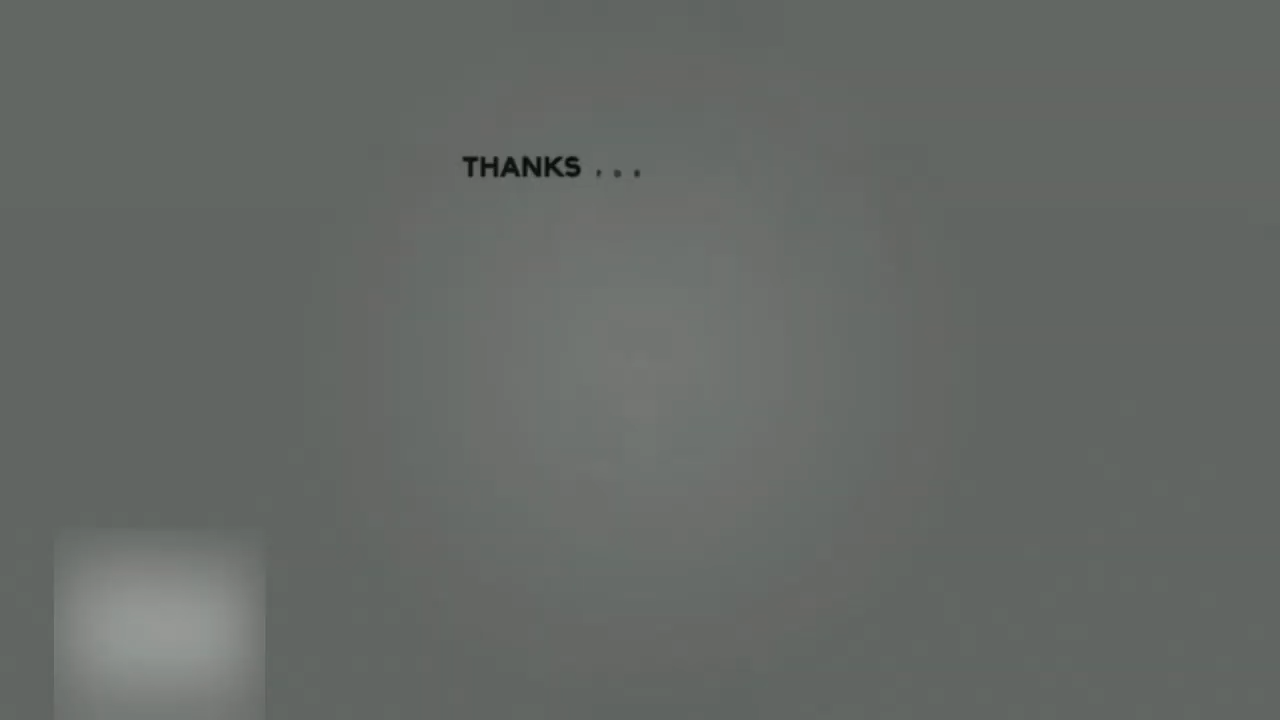 THANKS . . .